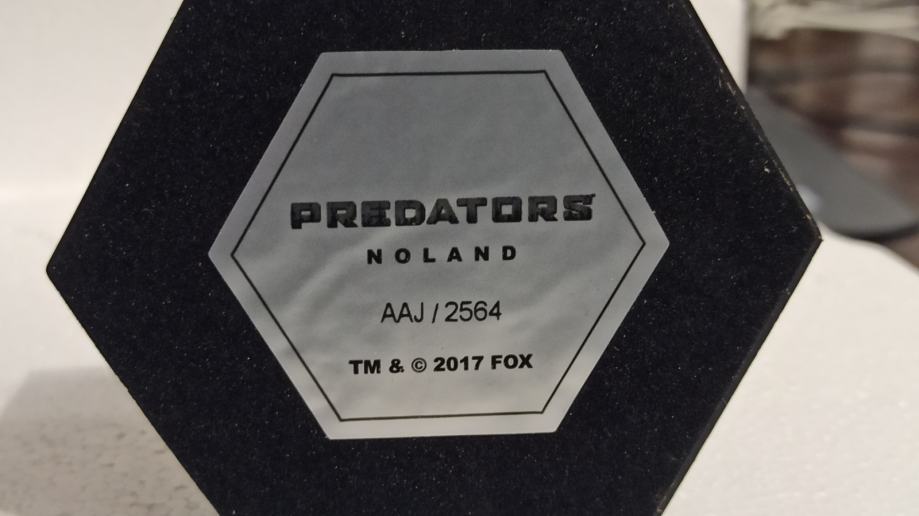 PREDATORS
NOLAND
AAJ / 2564
TM & © 2017 FOX